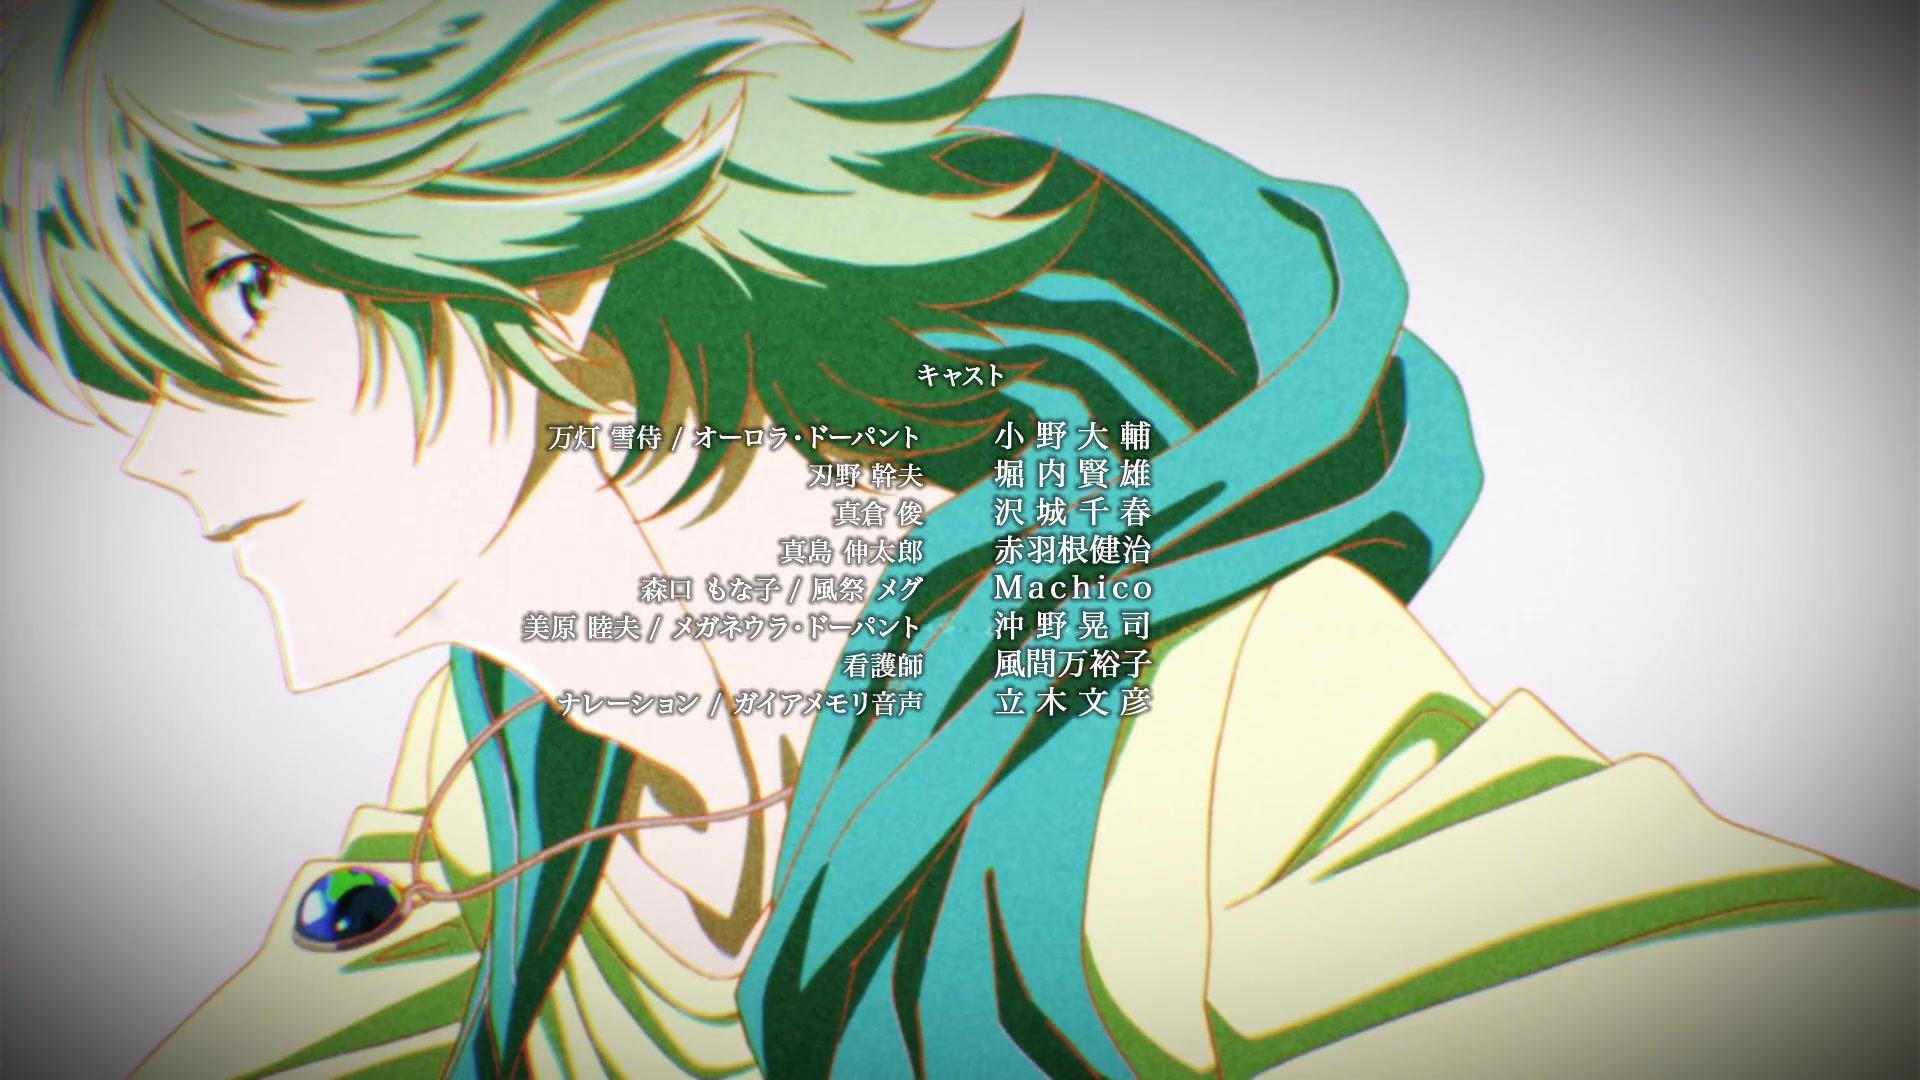 キャスト
万灯 雪侍 / オーロラ・ドーパント 小野大輔
刃野 幹夫 堀内賢雄
真倉 俊 沢城千春
真島 伸太郎 赤羽根健治
森口 もな子 / 風祭 メグ Machico
美原 睦夫 / メガネウラ・ドーパント 沖野晃司
看護師 風間万裕子
ナレーション / ガイアメモリ音声 立木文彦